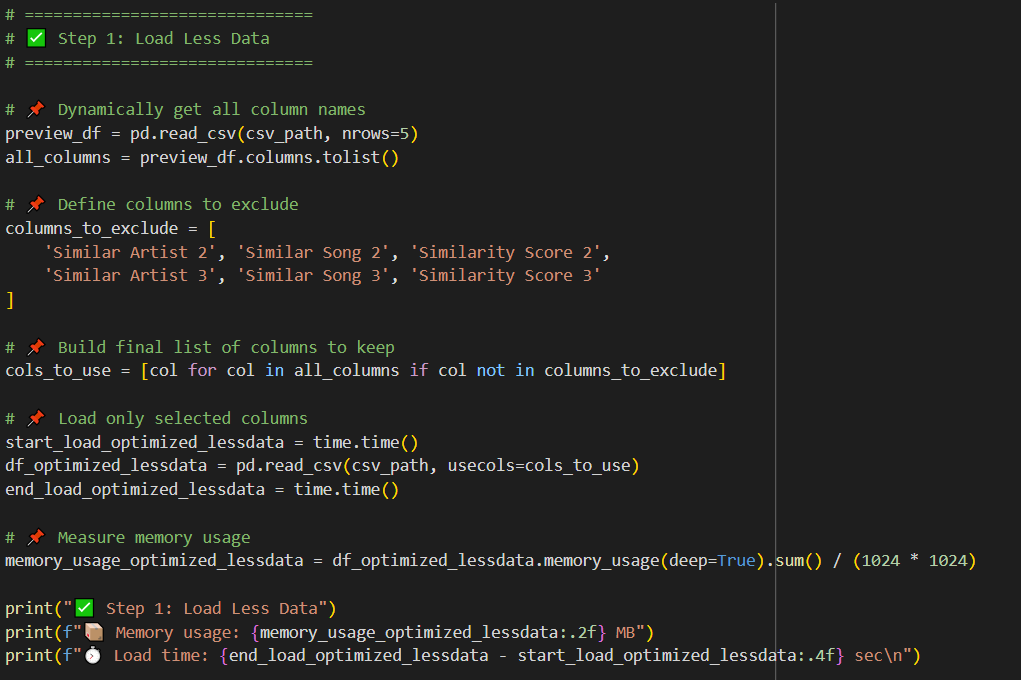 # ==============================
# ✅ Step 1: Load Less Data
# ==============================
# 📌 Dynamically get all column names
preview_df = pd.read_csv(csv_path, nrows=5)
all_columns = preview_df.columns.tolist()
# 📌 Define columns to exclude
columns_to_exclude = [
    'Similar Artist 2', 'Similar Song 2', 'Similarity Score 2',
    'Similar Artist 3', 'Similar Song 3', 'Similarity Score 3'
]
# 📌 Build final list of columns to keep
cols_to_use = [col for col in all_columns if col not in columns_to_exclude]
# 📌 Load only selected columns
start_load_optimized_lessdata = time.time()
df_optimized_lessdata = pd.read_csv(csv_path, usecols=cols_to_use)
end_load_optimized_lessdata = time.time()
# 📌 Measure memory usage
memory_usage_optimized_lessdata = df_optimized_lessdata.memory_usage(deep=True).sum() / (1024 * 1024)
print("✅ Step 1: Load Less Data")
print(f"📦 Memory usage: {memory_usage_optimized_lessdata:.2f} MB")
print(f"⏱ Load time: {end_load_optimized_lessdata - start_load_optimized_lessdata:.4f} sec\n")